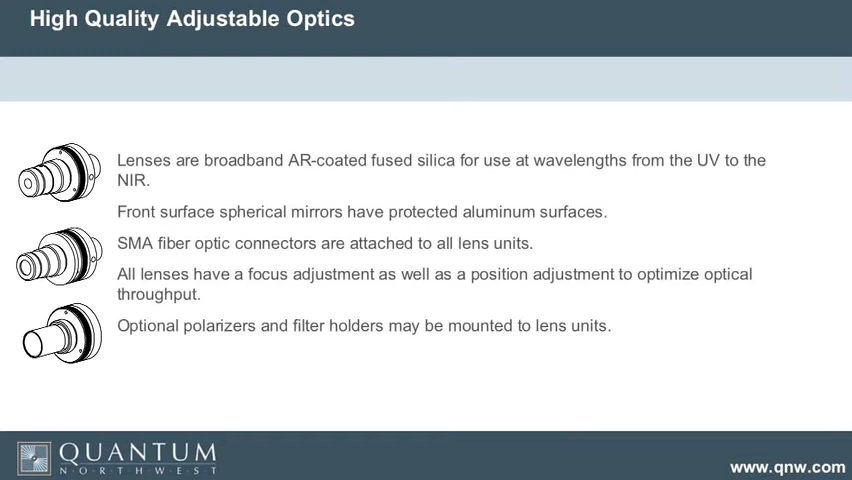 High Quality Adjustable Optics
Lenses are broadband AR-coated fused silica for use at wavelengths from the UV to the
NIR.
Front surface spherical mirrors have protected aluminum surfaces.
SMA fiber optic connectors are attached to all lens units.
All lenses have a focus adjustment as well as a position adjustment to optimize optical
throughput.
Optional polarizers and filter holders may be mounted to lens units.
QUANTUM
N·O·R·T·H·W·E·S·T
www.qnw.com